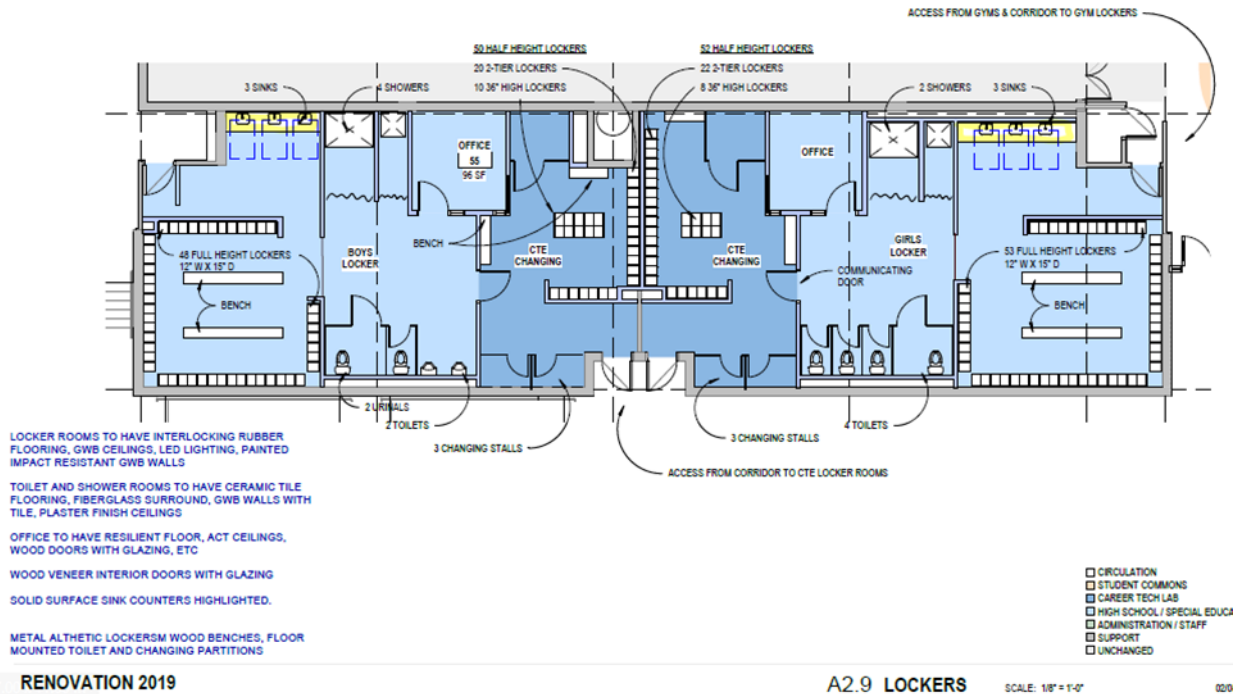 ACCESS FROM GYMS & CORRIDOR TO GYM LOCKERS
50 HALF HEIGHT LOCKERS
20 2-TIER LOCKERS
10 36" HIGH LOCKERS
52 HALF HEIGHT LOCKERS
22 2-TIER LOCKERS
8 36" HIGH LOCKERS
3 SINKS
4 SHOWERS
2 SHOWERS
3 SINKS
OFFICE
55
96 SF
OFFICE
48 FULL HEIGHT LOCKERS
12" W X 15" D
BENCH
BOYS
LOCKER
BENCH
CTE
CHANGING
CTE
CHANGING
COMMUNICATING
DOOR
GIRLS
LOCKER
53 FULL HEIGHT LOCKERS
12" W X 15" D
BENCH
2 URINALS
2 TOILETS
3 CHANGING STALLS
3 CHANGING STALLS
4 TOILETS
ACCESS FROM CORRIDOR TO CTE LOCKER ROOMS
LOCKER ROOMS TO HAVE INTERLOCKING RUBBER
FLOORING, GWB CEILINGS, LED LIGHTING, PAINTED
IMPACT RESISTANT GWB WALLS
TOILET AND SHOWER ROOMS TO HAVE CERAMIC TILE
FLOORING, FIBERGLASS SURROUND, GWB WALLS WITH
TILE, PLASTER FINISH CEILINGS
OFFICE TO HAVE RESILIENT FLOOR, ACT CEILINGS,
WOOD DOORS WITH GLAZING, ETC
WOOD VENEER INTERIOR DOORS WITH GLAZING
SOLID SURFACE SINK COUNTERS HIGHLIGHTED.
METAL ALTHETIC LOCKERSM WOOD BENCHES, FLOOR
MOUNTED TOILET AND CHANGING PARTITIONS
CIRCULATION
STUDENT COMMONS
CAREER TECH LAB
HIGH SCHOOL / SPECIAL EDUCA
ADMINISTRATION / STAFF
SUPPORT
UNCHANGED
RENOVATION 2019
A2.9 LOCKERS
SCALE: 1/8" = 1'-0"